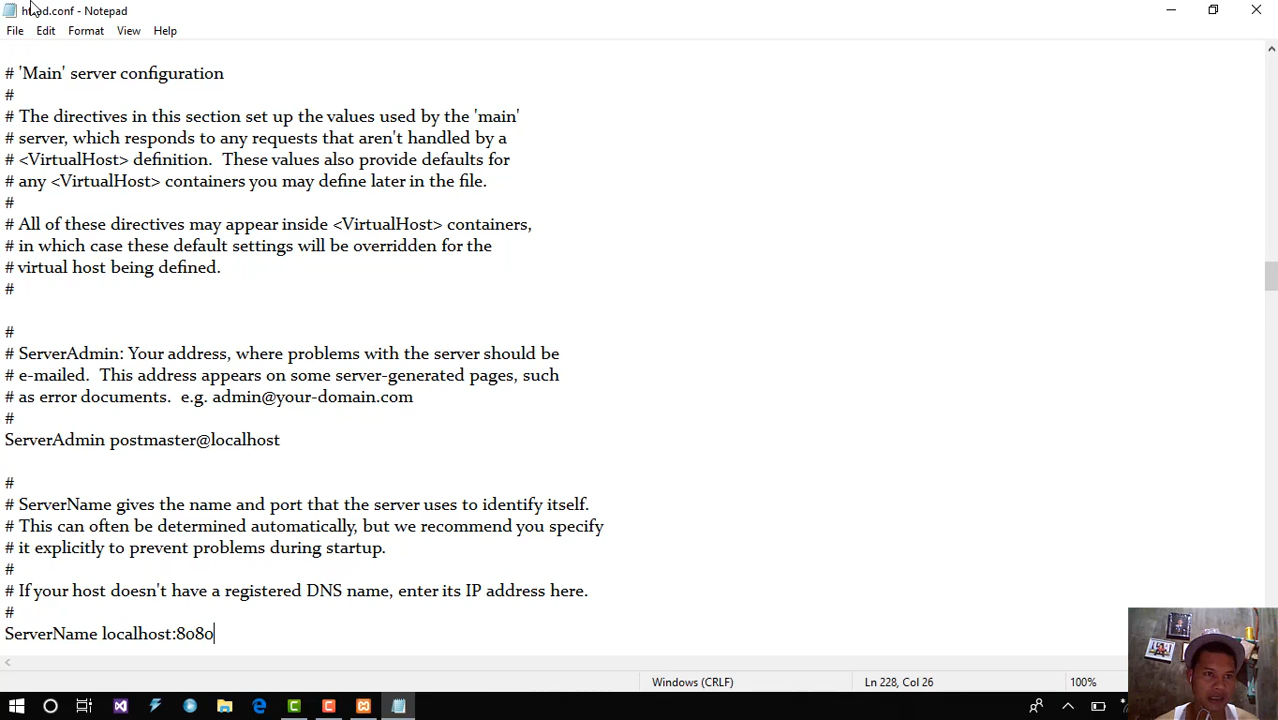 httpd.conf - Notepad
File Edit Format View Help
# 'Main' server configuration
#
# The directives in this section set up the values used by the 'main'
# server, which responds to any requests that aren't handled by a
# <VirtualHost> definition.  These values also provide defaults for
# any <VirtualHost> containers you may define later in the file.
#
# All of these directives may appear inside <VirtualHost> containers,
# in which case these default settings will be overridden for the
# virtual host being defined.
#
#
# ServerAdmin: Your address, where problems with the server should be
# e-mailed.  This address appears on some server-generated pages, such
# as error documents.  e.g. admin@your-domain.com
#
ServerAdmin postmaster@localhost
#
# ServerName gives the name and port that the server uses to identify itself.
# This can often be determined automatically, but we recommend you specify
# it explicitly to prevent problems during startup.
#
# If your host doesn't have a registered DNS name, enter its IP address here.
#
ServerName localhost:8080
Windows (CRLF) Ln 228, Col 26 100%